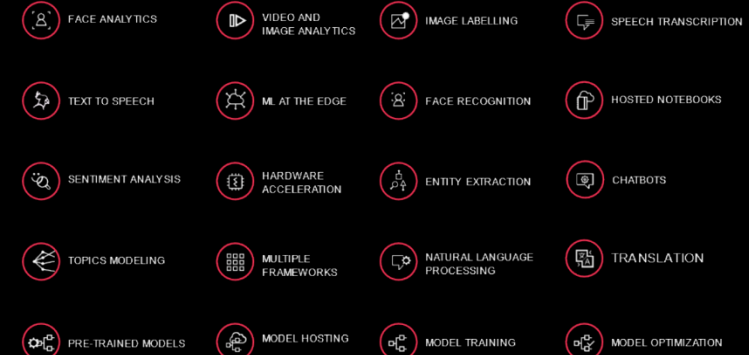 FACE ANALYTICS
VIDEO AND
IMAGE ANALYTICS
IMAGE LABELLING
SPEECH TRANSCRIPTION
TEXT TO SPEECH
ML AT THE EDGE
FACE RECOGNITION
HOSTED NOTEBOOKS
SENTIMENT ANALYSIS
HARDWARE
ACCELERATION
ENTITY EXTRACTION
CHATBOTS
TOPICS MODELING
MULTIPLE
FRAMEWORKS
NATURAL LANGUAGE
PROCESSING
TRANSLATION
PRE-TRAINED MODELS
MODEL HOSTING
MODEL TRAINING
MODEL OPTIMIZATION